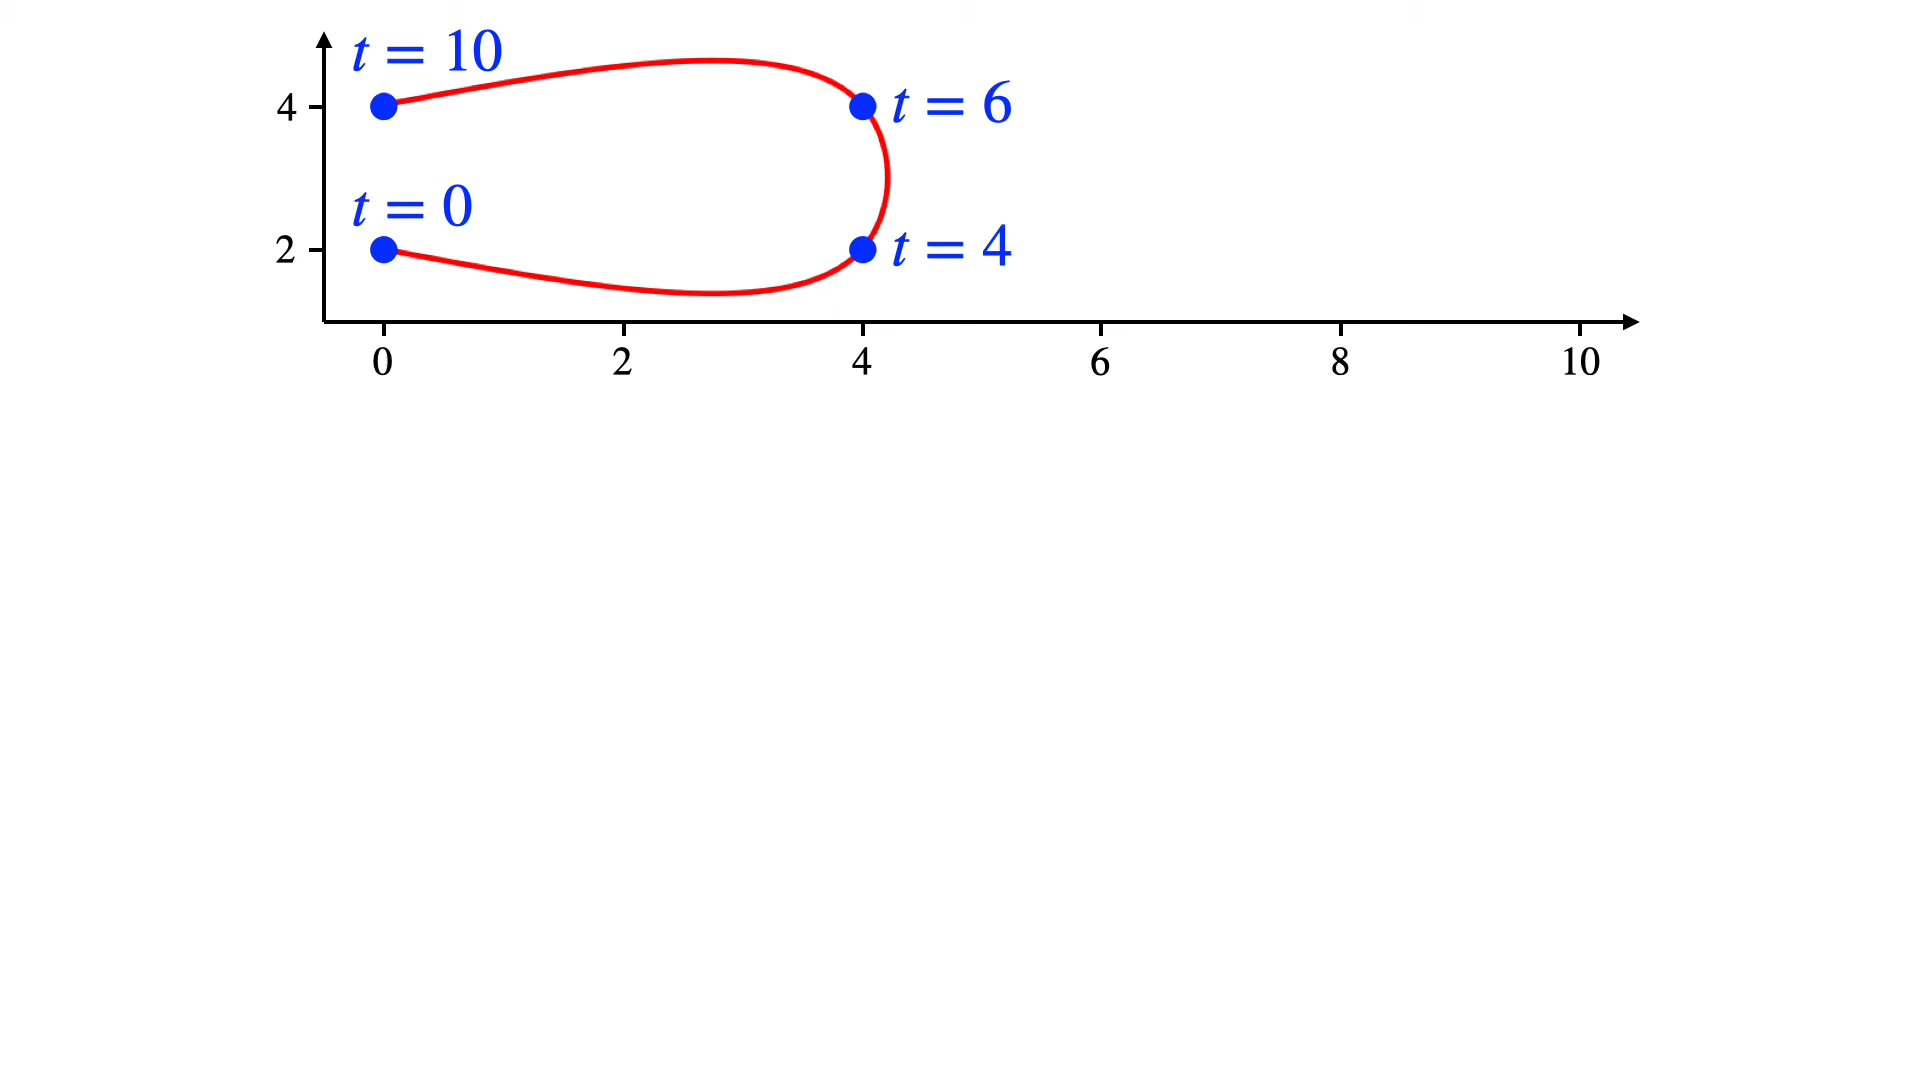 t = 10
4
t = 6
t = 0
2
t = 4
0 2 4 6 8 10